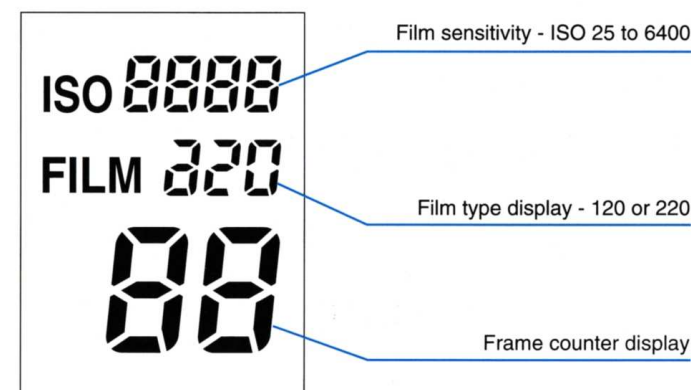 Film sensitivity - ISO 25 to 6400
ISO 8888
FILM 220
Film type display - 120 or 220
88
Frame counter display